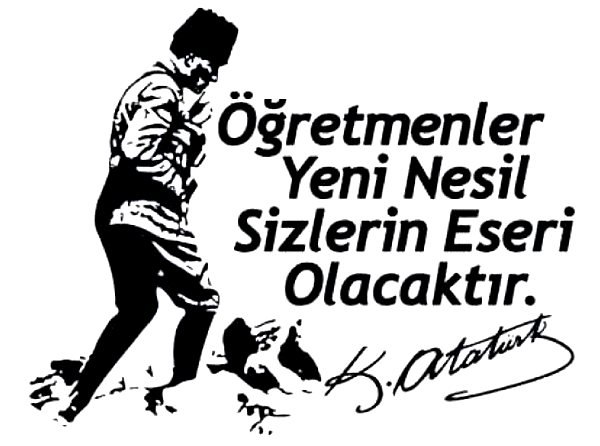 Öğretmenler
Yeni Nesil
Sizlerin Eseri
Olacaktır.
K. Atatürk